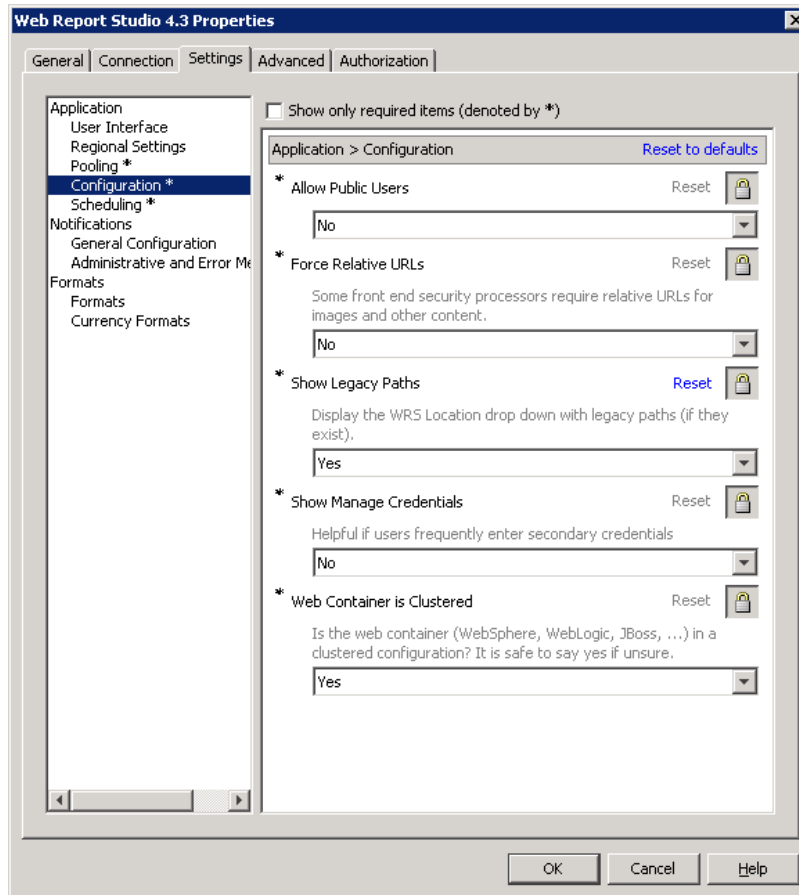 Web Report Studio 4.3 Properties
General Connection Settings Advanced Authorization
Application
User Interface
Regional Settings
Pooling *
Configuration *
Scheduling *
Notifications
General Configuration
Administrative and Error Me
Formats
Formats
Currency Formats
Show only required items (denoted by *)
Application > Configuration Reset to defaults
* Allow Public Users Reset
No
* Force Relative URLs Reset
Some front end security processors require relative URLs for
images and other content.
No
* Show Legacy Paths Reset
Display the WRS Location drop down with legacy paths (if they
exist).
Yes
* Show Manage Credentials Reset
Helpful if users frequently enter secondary credentials
No
* Web Container is Clustered Reset
Is the web container (WebSphere, WebLogic, JBoss, ...) in a
clustered configuration? It is safe to say yes if unsure.
Yes
OK Cancel Help